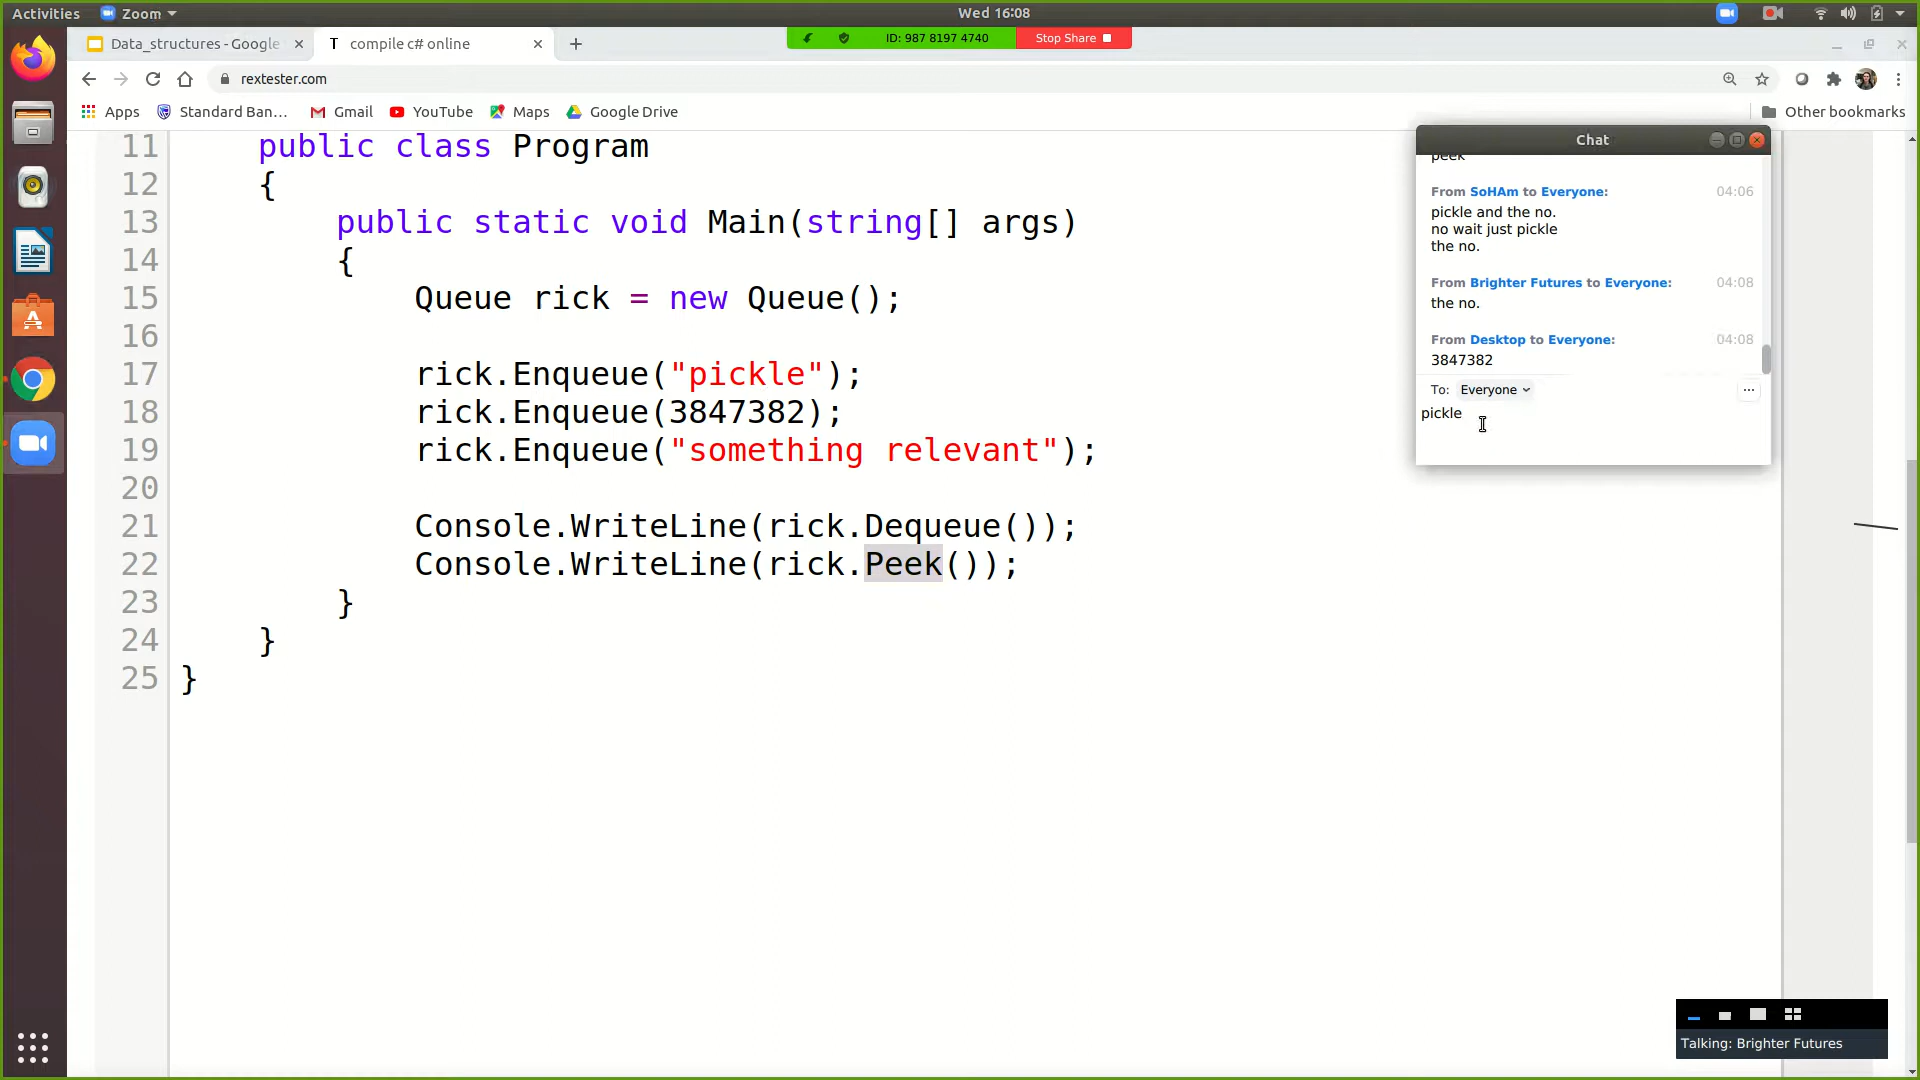 Activities
Zoom
Wed 16:08
Data_structures - Google
T compile c# online
ID: 987 8197 4740
Stop Share
rextester.com
Apps
Standard Ban...
Gmail
YouTube
Maps
Google Drive
Other bookmarks
11 public class Program
12 {
13 public static void Main(string[] args)
14 {
15 Queue rick = new Queue();
16
17 rick.Enqueue("pickle");
18 rick.Enqueue(3847382);
19 rick.Enqueue("something relevant");
20
21 Console.WriteLine(rick.Dequeue());
22 Console.WriteLine(rick.Peek());
23 }
24 }
25 }
Chat
peek
From SoHAm to Everyone: 04:06
pickle and the no.
no wait just pickle
the no.
From Brighter Futures to Everyone: 04:08
the no.
From Desktop to Everyone: 04:08
3847382
To: Everyone
pickle
Talking: Brighter Futures